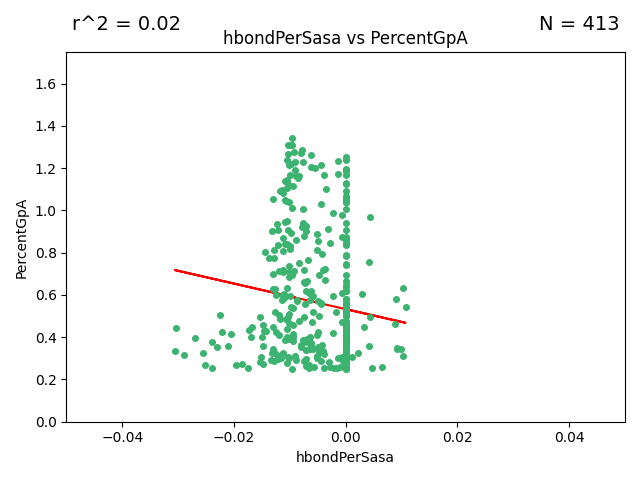 r^2 = 0.02
N = 413
hbondPerSasa vs PercentGpA
PercentGpA
1.6
1.4
1.2
1.0
0.8
0.6
0.4
0.2
0.0
−0.04
−0.02
0.00
0.02
0.04
hbondPerSasa